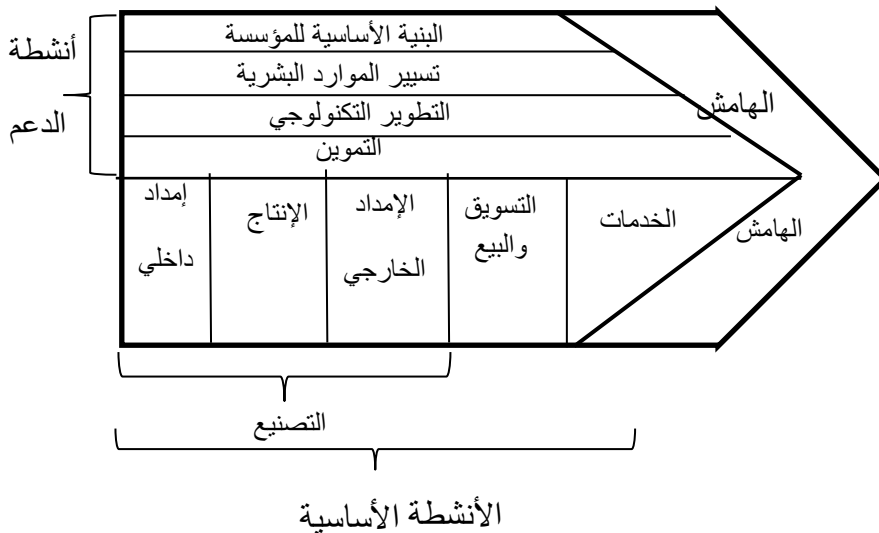 البنية الأساسية للمؤسسة
أنشطة
الدعم
تسيير الموارد البشرية
التطوير التكنولوجي
التموين
الهامش
إمداد
داخلي
الإنتاج
الإمداد
الخارجي
التسويق
والبيع
الخدمات
الهامش
التصنيع
الأنشطة الأساسية